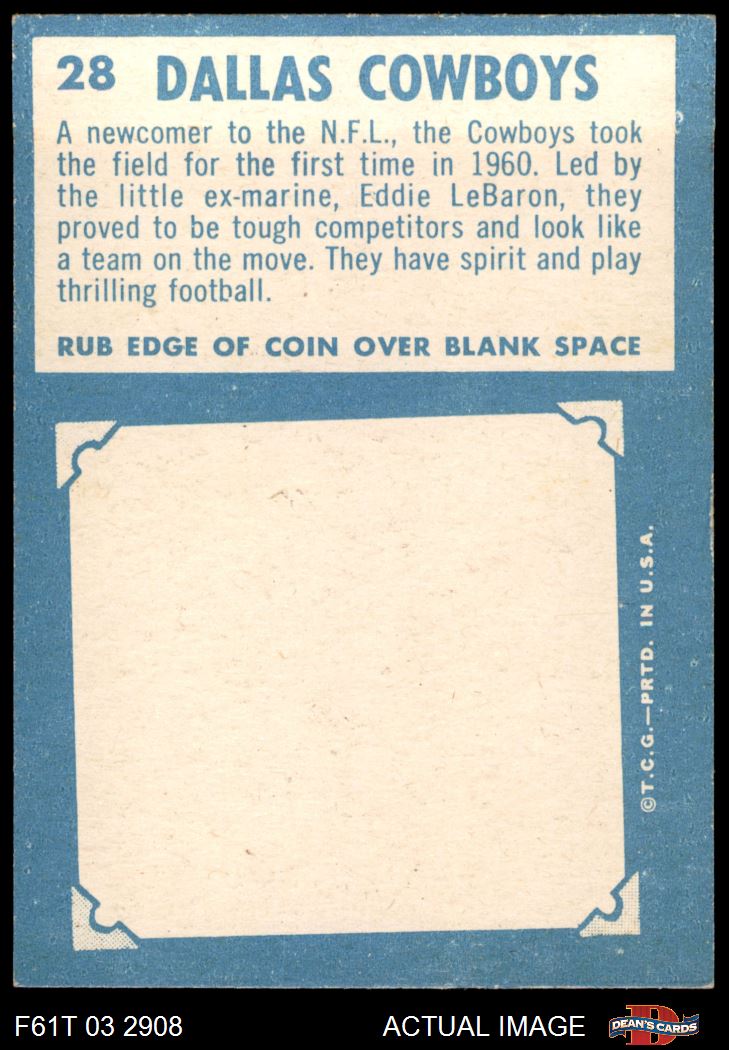 28 DALLAS COWBOYS
A newcomer to the N.F.L., the Cowboys took
the field for the first time in 1960. Led by
the little ex-marine, Eddie LeBaron, they
proved to be tough competitors and look like
a team on the move. They have spirit and play
thrilling football.
RUB EDGE OF COIN OVER BLANK SPACE
©T.C.G.—PRTD. IN U.S.A.
F61T 03 2908
ACTUAL IMAGE
D
DEAN'S CARDS